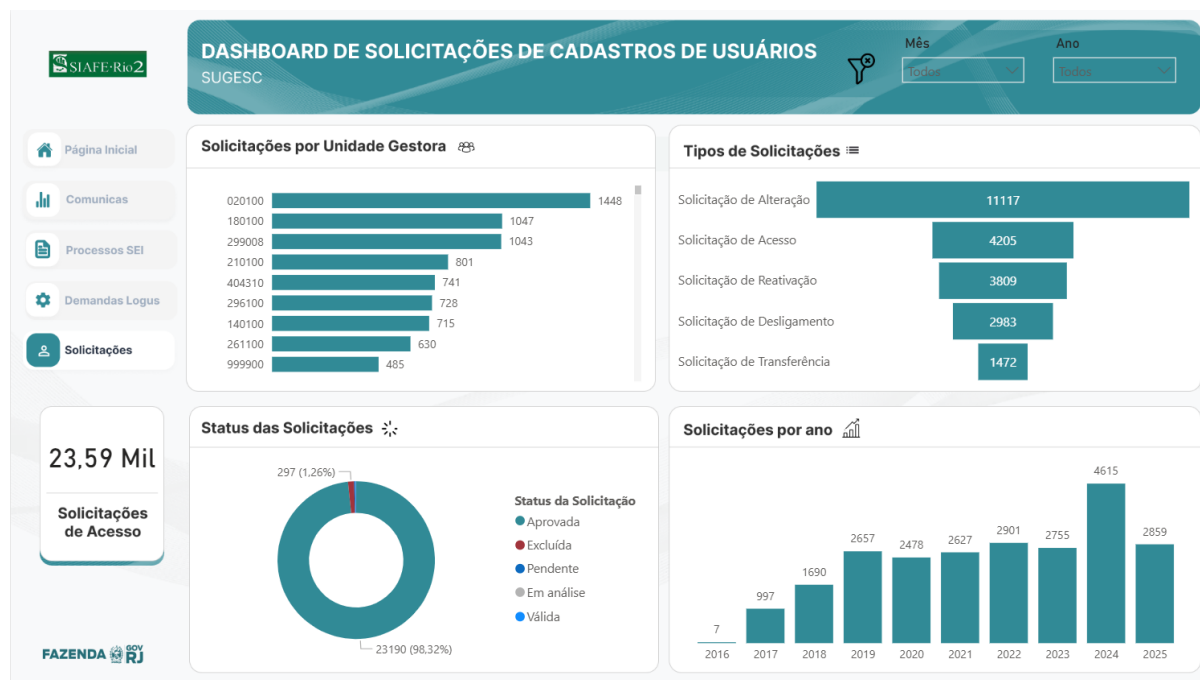 SIAFE-Rio2
DASHBOARD DE SOLICITAÇÕES DE CADASTROS DE USUÁRIOS
SUGESC
Mês
Todos
Ano
Todos
Página Inicial
Comunicas
Processos SEI
Demandas Logus
Solicitações
23,59 Mil
Solicitações
de Acesso
FAZENDA GOV
RJ
Solicitações por Unidade Gestora
020100 1448
180100 1047
299008 1043
210100 801
404310 741
296100 728
140100 715
261100 630
999900 485
Tipos de Solicitações
Solicitação de Alteração 11117
Solicitação de Acesso 4205
Solicitação de Reativação 3809
Solicitação de Desligamento 2983
Solicitação de Transferência 1472
Status das Solicitações
297 (1,26%)
23190 (98,32%)
Status da Solicitação
Aprovada
Excluída
Pendente
Em análise
Válida
Solicitações por ano
7 997 1690 2657 2478 2627 2901 2755 4615 2859
2016 2017 2018 2019 2020 2021 2022 2023 2024 2025